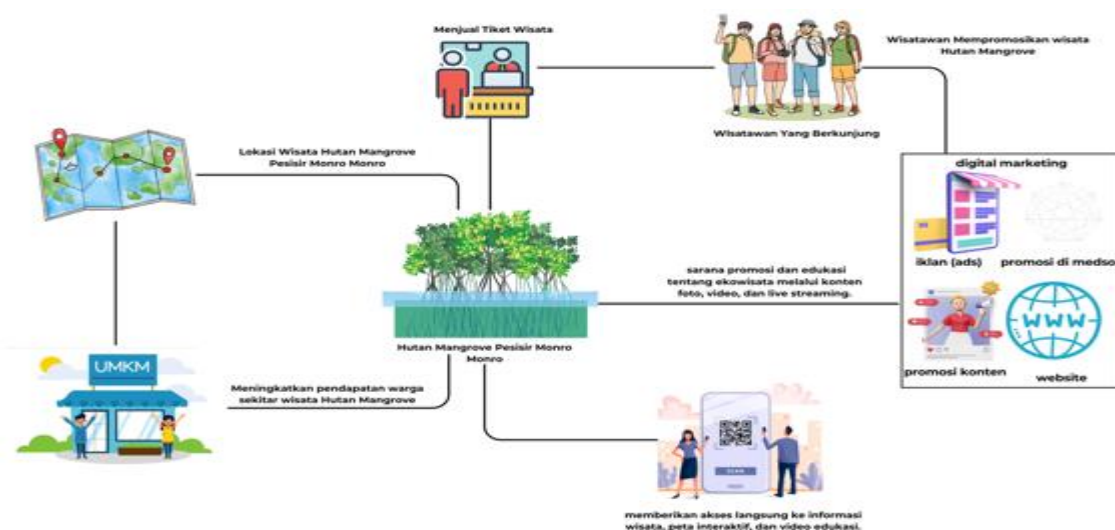 Menjual Tiket Wisata
Wisatawan Mempromosikan wisata
Hutan Mangrove
Wisatawan Yang Berkunjung
Lokasi Wisata Hutan Mangrove
Pesisir Monro Monro
digital marketing
iklan (ads)
promosi di medso
sarana promosi dan edukasi
tentang ekowisata melalui konten
foto, video, dan live streaming.
WWW
promosi konten
website
Hutan Mangrove Pesisir Monro
Monro
UMKM
Meningkatkan pendapatan warga
sekitar wisata Hutan Mangrove
SCAN
memberikan akses langsung ke informasi
wisata, peta interaktif, dan video edukasi.